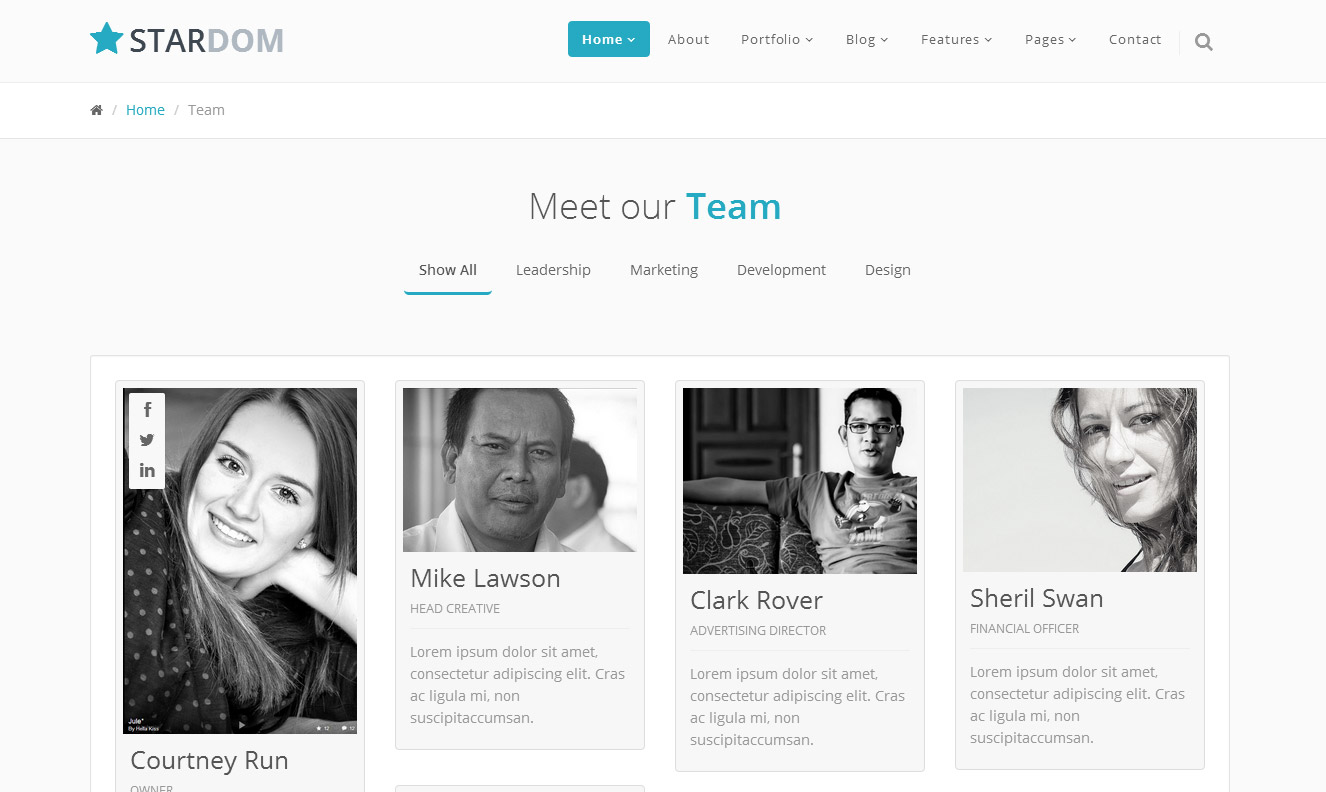 STARDOM
Home About Portfolio Blog Features Pages Contact
/ Home / Team
Meet our Team
Show All Leadership Marketing Development Design
Jule*
By Hella Kiss
12 12
Courtney Run
OWNER
Mike Lawson
HEAD CREATIVE
Lorem ipsum dolor sit amet,
consectetur adipiscing elit. Cras
ac ligula mi, non
suscipitaccumsan.
Clark Rover
ADVERTISING DIRECTOR
Lorem ipsum dolor sit amet,
consectetur adipiscing elit. Cras
ac ligula mi, non
suscipitaccumsan.
Sheril Swan
FINANCIAL OFFICER
Lorem ipsum dolor sit amet,
consectetur adipiscing elit. Cras
ac ligula mi, non
suscipitaccumsan.